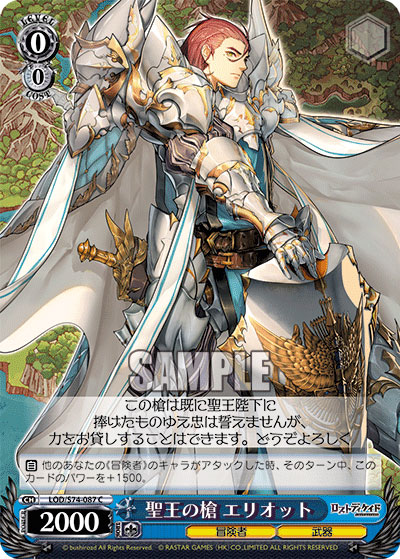 LEVEL
0
0
COST
SAMPLE
この槍は既に聖王陛下に
捧げたものゆえ忠は誓えませんが、
力をお貸しすることはできます。どうぞよろしく
自 他のあなたの《冒険者》のキャラがアタックした時、そのターン中、このカードのパワーを+1500。
CH
LOD/S74-087 C
2000
聖王の槍 エリオット
ロストディケイド
冒険者
武器
© bushiroad All Rights Reserved. © RASTAR GAMES (HK) CO.,LIMITED ALL RIGHTS RESERVED.